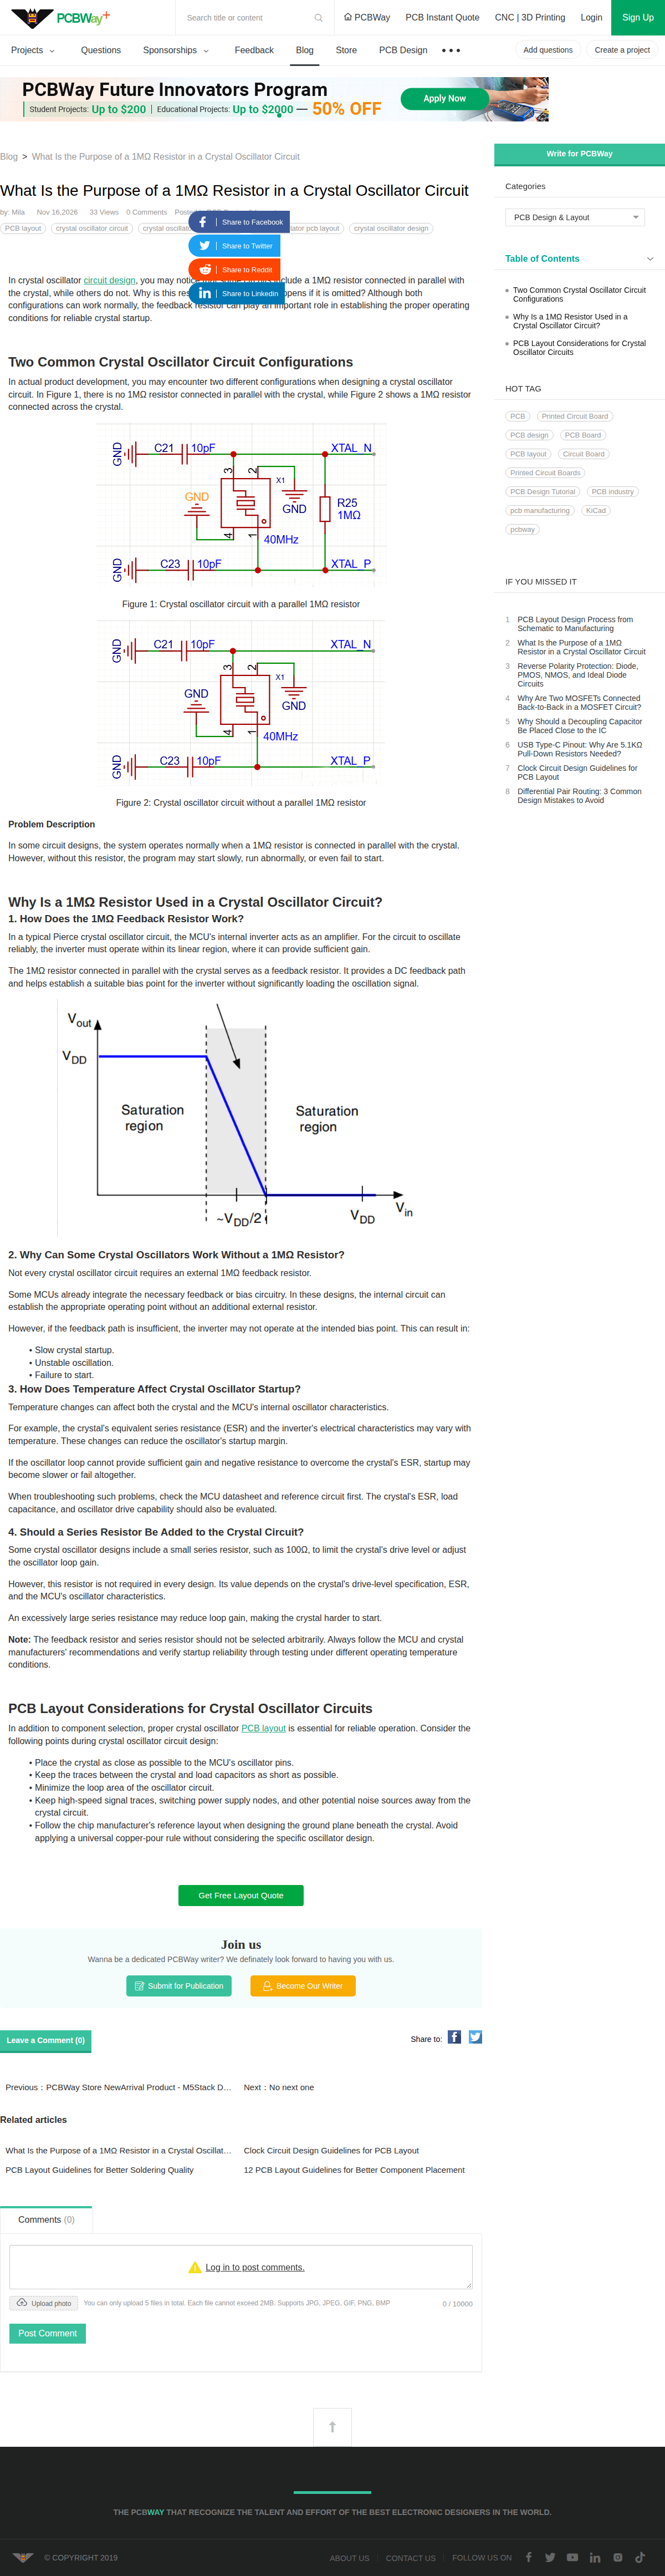 PCBWay+
Search title or content
PCBWay
PCB Instant Quote
CNC | 3D Printing
Login
Sign Up
Projects
Questions
Sponsorships
Feedback
Blog
Store
PCB Design
Add questions
Create a project
PCBWay Future Innovators Program
Student Projects: Up to $200 | Educational Projects: Up to $2000 — 50% OFF
Apply Now
Blog > What Is the Purpose of a 1MΩ Resistor in a Crystal Oscillator Circuit
What Is the Purpose of a 1MΩ Resistor in a Crystal Oscillator Circuit
by: Mila
Nov 16,2026
33 Views
0 Comments
PCB layout
crystal oscillator circuit
crystal oscillator design
Share to Facebook
Share to Twitter
Share to Reddit
Share to Linkedin
In crystal oscillator circuit design, you may notice that some circuits include a 1MΩ resistor connected in parallel with
the crystal, while others do not. Why is this resistor used, and what happens if it is omitted? Although both
configurations can work normally, the feedback resistor can play an important role in establishing the proper operating
conditions for reliable crystal startup.
Two Common Crystal Oscillator Circuit Configurations
In actual product development, you may encounter two different configurations when designing a crystal oscillator
circuit. In Figure 1, there is no 1MΩ resistor connected in parallel with the crystal, while Figure 2 shows a 1MΩ resistor
connected across the crystal.
GND C21 10pF XTAL_N
3 2 X1
GND GND R25
1MΩ
4 1 40MHz
GND C23 10pF XTAL_P
Figure 1: Crystal oscillator circuit with a parallel 1MΩ resistor
GND C21 10pF XTAL_N
3 2 X1
GND GND
4 1 40MHz
GND C23 10pF XTAL_P
Figure 2: Crystal oscillator circuit without a parallel 1MΩ resistor
Problem Description
In some circuit designs, the system operates normally when a 1MΩ resistor is connected in parallel with the crystal.
However, without this resistor, the program may start slowly, run abnormally, or even fail to start.
Why Is a 1MΩ Resistor Used in a Crystal Oscillator Circuit?
1. How Does the 1MΩ Feedback Resistor Work?
In a typical Pierce crystal oscillator circuit, the MCU's internal inverter acts as an amplifier. For the circuit to oscillate
reliably, the inverter must operate within its linear region, where it can provide sufficient gain.
The 1MΩ resistor connected in parallel with the crystal serves as a feedback resistor. It provides a DC feedback path
and helps establish a suitable bias point for the inverter without significantly loading the oscillation signal.
Vout
VDD
Saturation
region
Saturation
region
~VDD/2
VDD
Vin
2. Why Can Some Crystal Oscillators Work Without a 1MΩ Resistor?
Not every crystal oscillator circuit requires an external 1MΩ feedback resistor.
Some MCUs already integrate the necessary feedback or bias circuitry. In these designs, the internal circuit can
establish the appropriate operating point without an additional external resistor.
However, if the feedback path is insufficient, the inverter may not operate at the intended bias point. This can result in:
• Slow crystal startup.
• Unstable oscillation.
• Failure to start.
3. How Does Temperature Affect Crystal Oscillator Startup?
Temperature changes can affect both the crystal and the MCU's internal oscillator characteristics.
For example, the crystal's equivalent series resistance (ESR) and the inverter's electrical characteristics may vary with
temperature. These changes can reduce the oscillator's startup margin.
If the oscillator loop cannot provide sufficient gain and negative resistance to overcome the crystal's ESR, startup may
become slower or fail altogether.
When troubleshooting such problems, check the MCU datasheet and reference circuit first. The crystal's ESR, load
capacitance, and oscillator drive capability should also be evaluated.
4. Should a Series Resistor Be Added to the Crystal Circuit?
Some crystal oscillator designs include a small series resistor, such as 100Ω, to limit the crystal's drive level or adjust
the oscillator loop gain.
However, this resistor is not required in every design. Its value depends on the crystal's drive-level specification, ESR,
and the MCU's oscillator characteristics.
An excessively large series resistance may reduce loop gain, making the crystal harder to start.
Note: The feedback resistor and series resistor should not be selected arbitrarily. Always follow the MCU and crystal
manufacturers' recommendations and verify startup reliability through testing under different operating temperature
conditions.
PCB Layout Considerations for Crystal Oscillator Circuits
In addition to component selection, proper crystal oscillator PCB layout is essential for reliable operation. Consider the
following points during crystal oscillator circuit design:
• Place the crystal as close as possible to the MCU's oscillator pins.
• Keep the traces between the crystal and load capacitors as short as possible.
• Minimize the loop area of the oscillator circuit.
• Keep high-speed signal traces, switching power supply nodes, and other potential noise sources away from the
crystal circuit.
• Follow the chip manufacturer's reference layout when designing the ground plane beneath the crystal. Avoid
applying a universal copper-pour rule without considering the specific oscillator design.
Get Free Layout Quote
Join us
Wanna be a dedicated PCBWay writer? We definately look forward to having you with us.
Submit for Publication
Become Our Writer
Leave a Comment (0)
Share to:
Previous：PCBWay Store NewArrival Product - M5Stack D…
Next：No next one
Related articles
What Is the Purpose of a 1MΩ Resistor in a Crystal Oscillat…
Clock Circuit Design Guidelines for PCB Layout
PCB Layout Guidelines for Better Soldering Quality
12 PCB Layout Guidelines for Better Component Placement
Comments (0)
Log in to post comments.
Upload photo
You can only upload 5 files in total. Each file cannot exceed 2MB. Supports JPG, JPEG, GIF, PNG, BMP
0 / 10000
Post Comment
Write for PCBWay
Categories
PCB Design & Layout
Table of Contents
Two Common Crystal Oscillator Circuit
Configurations
Why Is a 1MΩ Resistor Used in a
Crystal Oscillator Circuit?
PCB Layout Considerations for Crystal
Oscillator Circuits
HOT TAG
PCB
Printed Circuit Board
PCB design
PCB Board
PCB layout
Circuit Board
Printed Circuit Boards
PCB Design Tutorial
PCB industry
pcb manufacturing
KiCad
pcbway
IF YOU MISSED IT
1 PCB Layout Design Process from
Schematic to Manufacturing
2 What Is the Purpose of a 1MΩ
Resistor in a Crystal Oscillator Circuit
3 Reverse Polarity Protection: Diode,
PMOS, NMOS, and Ideal Diode
Circuits
4 Why Are Two MOSFETs Connected
Back-to-Back in a MOSFET Circuit?
5 Why Should a Decoupling Capacitor
Be Placed Close to the IC
6 USB Type-C Pinout: Why Are 5.1KΩ
Pull-Down Resistors Needed?
7 Clock Circuit Design Guidelines for
PCB Layout
8 Differential Pair Routing: 3 Common
Design Mistakes to Avoid
THE PCBWAY THAT RECOGNIZE THE TALENT AND EFFORT OF THE BEST ELECTRONIC DESIGNERS IN THE WORLD.
© COPYRIGHT 2019
ABOUT US
CONTACT US
FOLLOW US ON